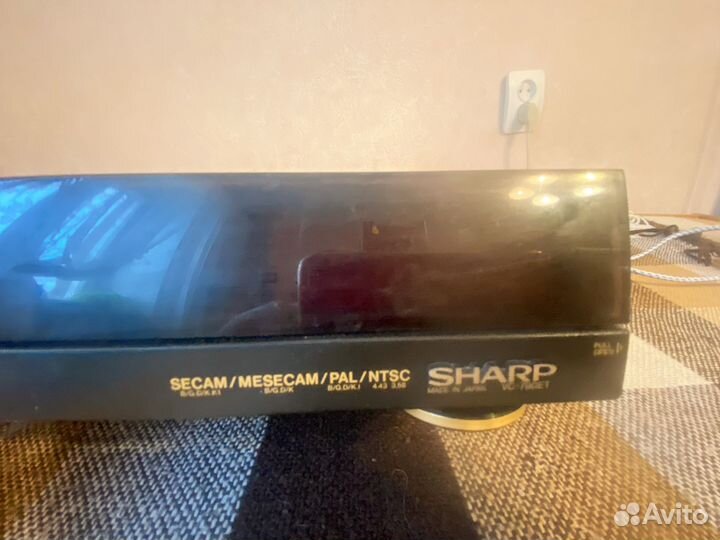 SECAM/MESECAM/PAL/NTSC
B/G.D/K.K1 B/G.D/K B/G.D/K.I 4.43 3.58
SHARP
MADE IN JAPAN
PULL OPEN
Avito